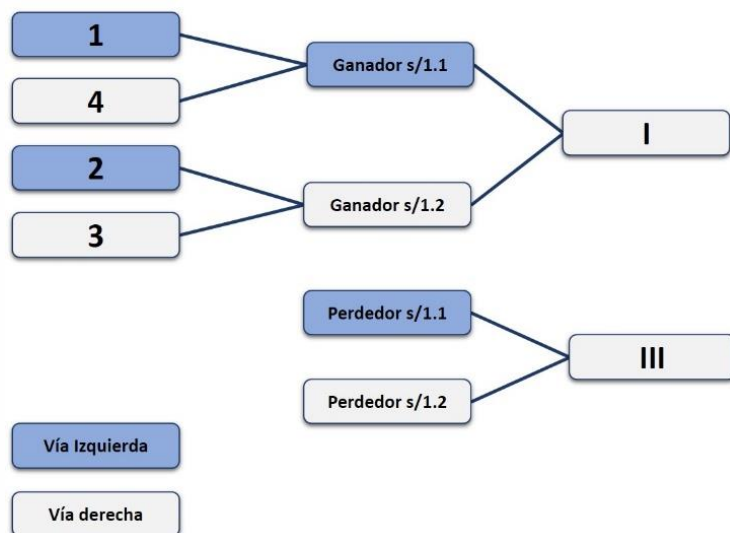 1
Ganador s/1.1
4
I
2
Ganador s/1.2
3
Perdedor s/1.1
III
Perdedor s/1.2
Vía Izquierda
Vía derecha